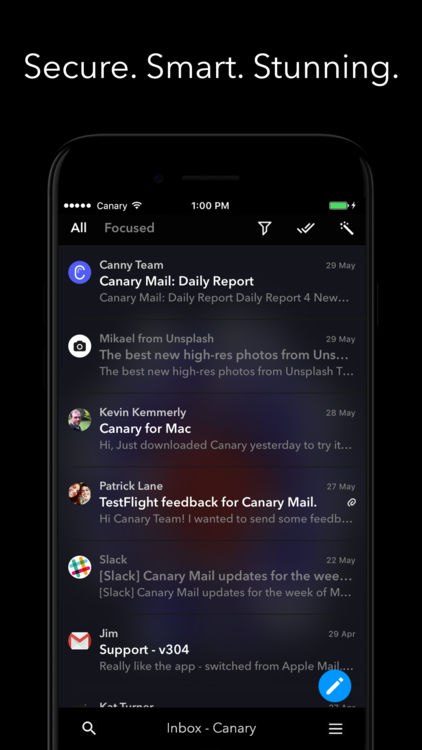 Secure. Smart. Stunning.
Canary 1:00 PM
All Focused
Canny Team 29 May
Canary Mail: Daily Report
Canary Mail: Daily Report Daily Report 4 New…
Mikael from Unsplash 29 May
The best new high-res photos from Uns…
The best new high-res photos from Unsplash T…
Kevin Kemmerly 28 May
Canary for Mac
Hi, Just downloaded Canary yesterday to try it…
Patrick Lane 27 May
TestFlight feedback for Canary Mail.
Hi Canary Team! I wanted to send some feedb…
Slack 22 May
[Slack] Canary Mail updates for the wee…
[Slack] Canary Mail updates for the week of M…
Jim 29 Apr
Support - v304
Really like the app - switched from Apple Mail,…
Kat Turner 27 Apr
Inbox - Canary